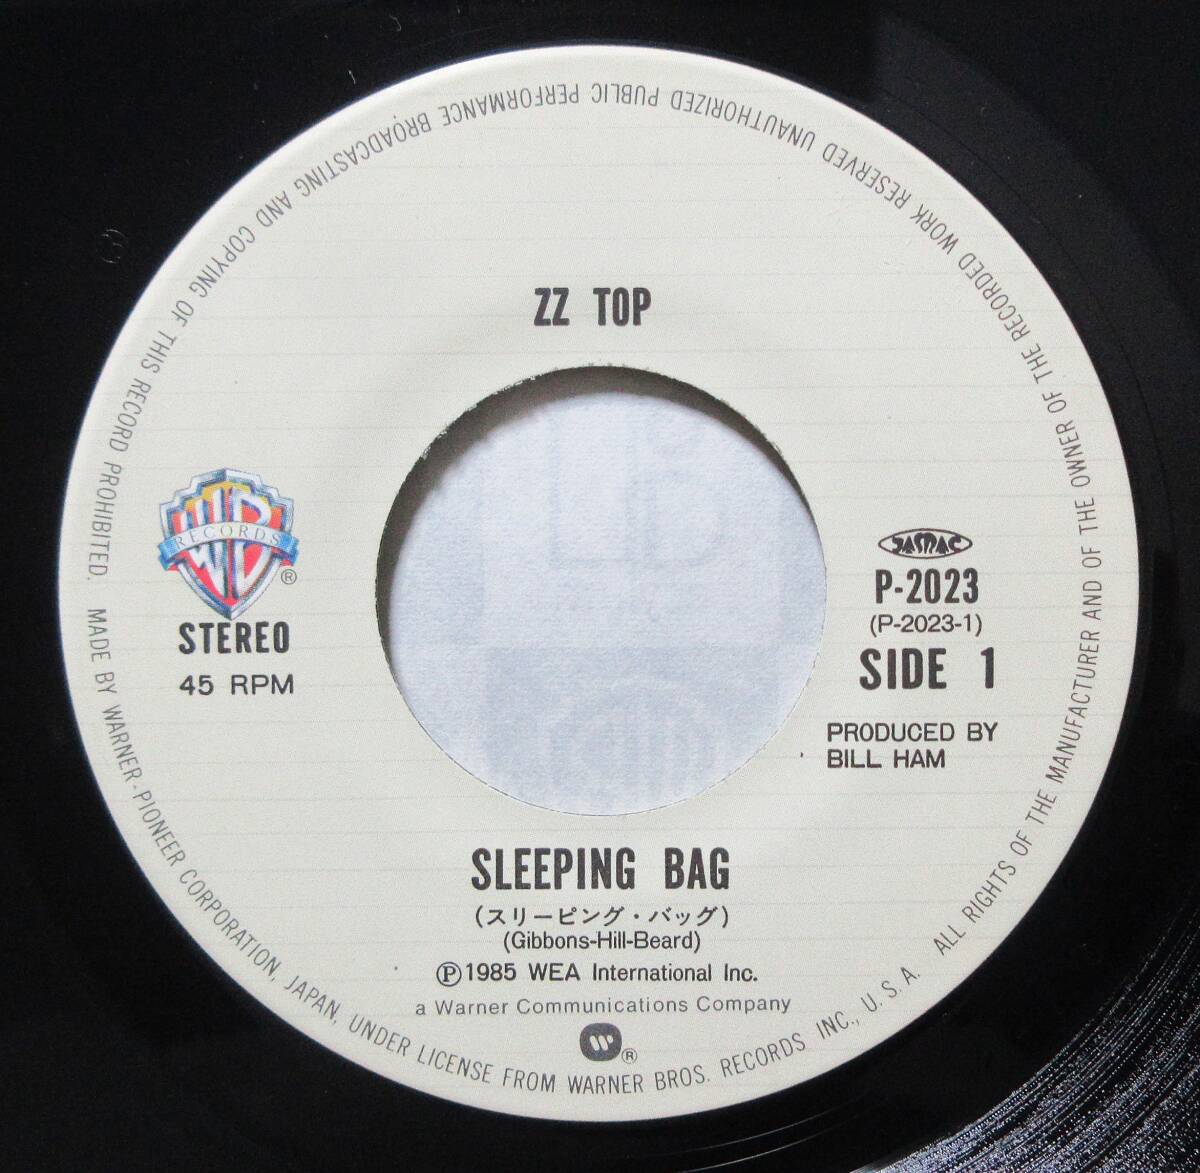 ZZ TOP
WB
RECORDS
®
STEREO
45 RPM
JASRAC
P-2023
(P-2023-1)
SIDE 1
PRODUCED BY
BILL HAM
SLEEPING BAG
(スリーピング・バッグ)
(Gibbons-Hill-Beard)
Ⓟ1985 WEA International Inc.
a Warner Communications Company
W®
MADE BY WARNER-PIONEER CORPORATION, JAPAN, UNDER LICENSE FROM WARNER BROS. RECORDS INC., U.S.A. ALL RIGHTS OF THE MANUFACTURER AND OF THE OWNER OF THE RECORDED WORK RESERVED UNAUTHORIZED PUBLIC PERFORMANCE BROADCASTING AND COPYING OF THIS RECORD PROHIBITED.